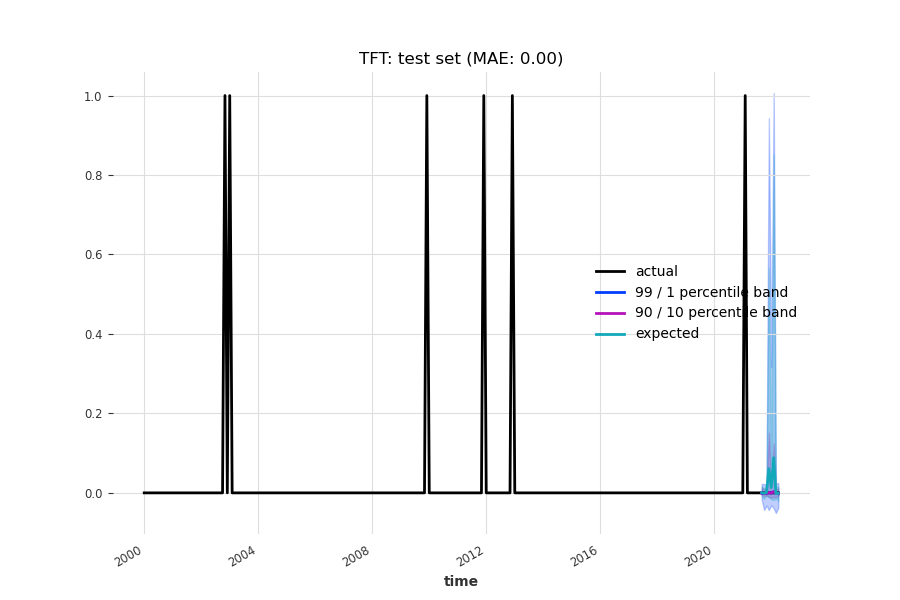 TFT: test set (MAE: 0.00)
1.0
0.8
0.6
0.4
0.2
0.0
actual
99 / 1 percentile band
90 / 10 percentile band
expected
2000
2004
2008
2012
2016
2020
time